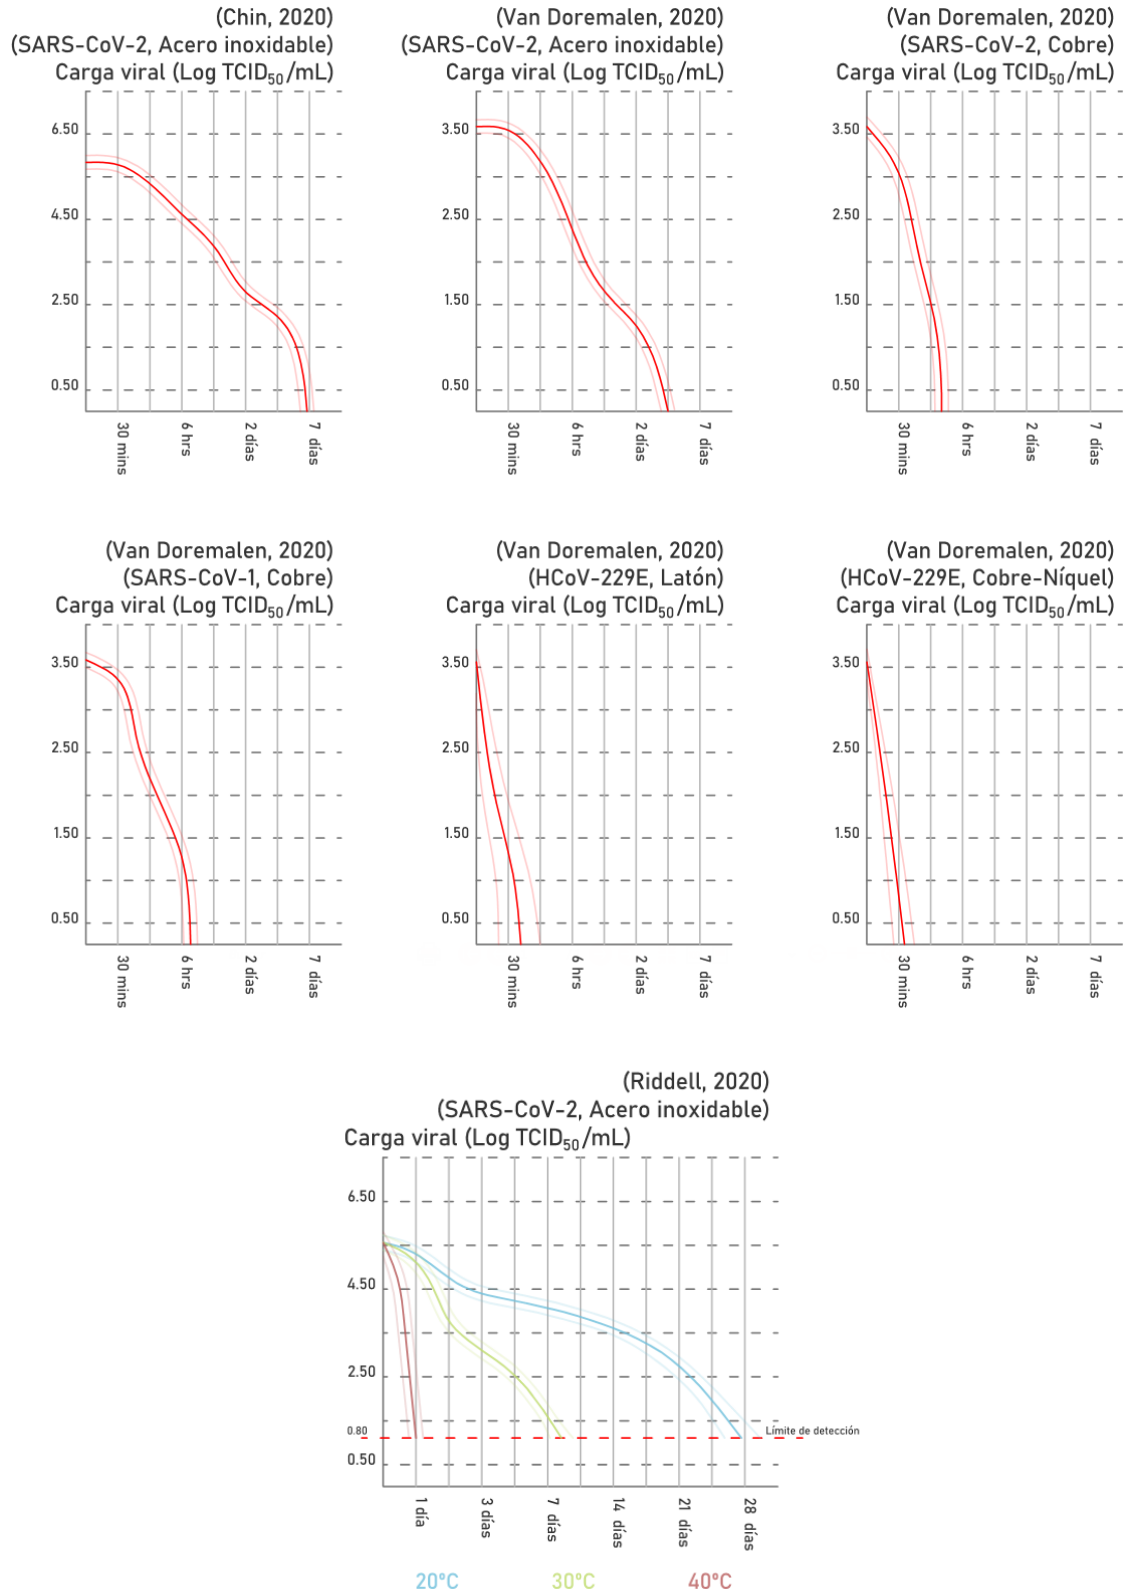 (Chin, 2020)
(SARS-CoV-2, Acero inoxidable)
Carga viral (Log TCID₅₀/mL)
6.50
4.50
2.50
0.50
30 mins
6 hrs
2 días
7 días
(Van Doremalen, 2020)
(SARS-CoV-2, Acero inoxidable)
Carga viral (Log TCID₅₀/mL)
3.50
2.50
1.50
0.50
30 mins
6 hrs
2 días
7 días
(Van Doremalen, 2020)
(SARS-CoV-2, Cobre)
Carga viral (Log TCID₅₀/mL)
3.50
2.50
1.50
0.50
30 mins
6 hrs
2 días
7 días
(Van Doremalen, 2020)
(SARS-CoV-1, Cobre)
Carga viral (Log TCID₅₀/mL)
3.50
2.50
1.50
0.50
30 mins
6 hrs
2 días
7 días
(Van Doremalen, 2020)
(HCoV-229E, Latón)
Carga viral (Log TCID₅₀/mL)
3.50
2.50
1.50
0.50
30 mins
6 hrs
2 días
7 días
(Van Doremalen, 2020)
(HCoV-229E, Cobre-Níquel)
Carga viral (Log TCID₅₀/mL)
3.50
2.50
1.50
0.50
30 mins
6 hrs
2 días
7 días
(Riddell, 2020)
(SARS-CoV-2, Acero inoxidable)
Carga viral (Log TCID₅₀/mL)
6.50
4.50
2.50
0.80
Límite de detección
0.50
1 día
3 días
7 días
14 días
21 días
28 días
20°C
30°C
40°C